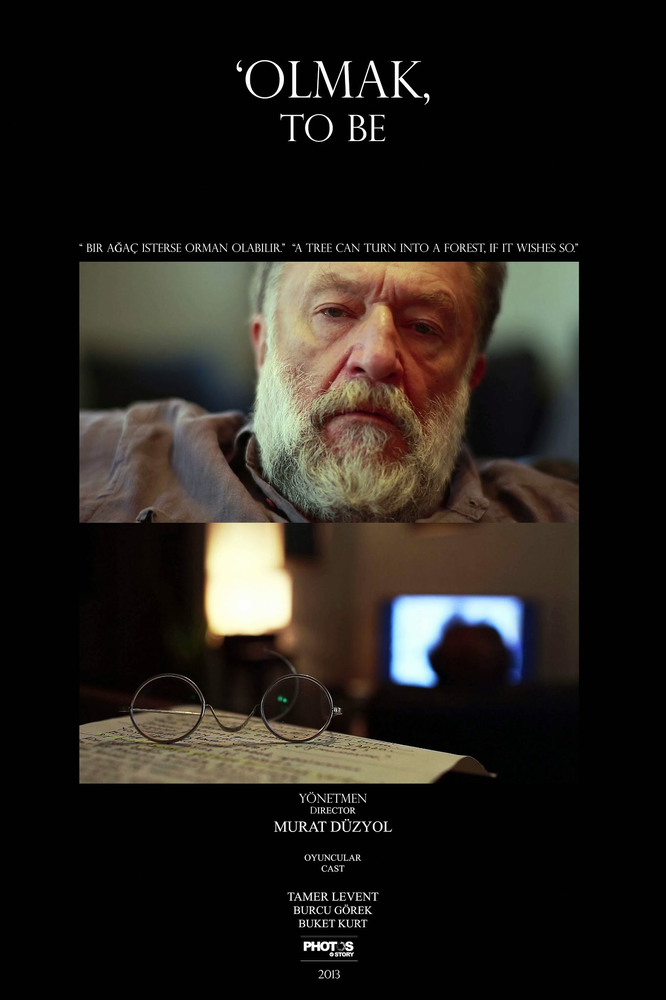 ‘OLMAK,
TO BE
“ BIR AĞAÇ ISTERSE ORMAN OLABILIR.” “A TREE CAN TURN INTO A FOREST, IF IT WISHES SO.”
YÖNETMEN
DIRECTOR
MURAT DÜZYOL
OYUNCULAR
CAST
TAMER LEVENT
BURCU GÖREK
BUKET KURT
PHOTOS
of STORY
2013